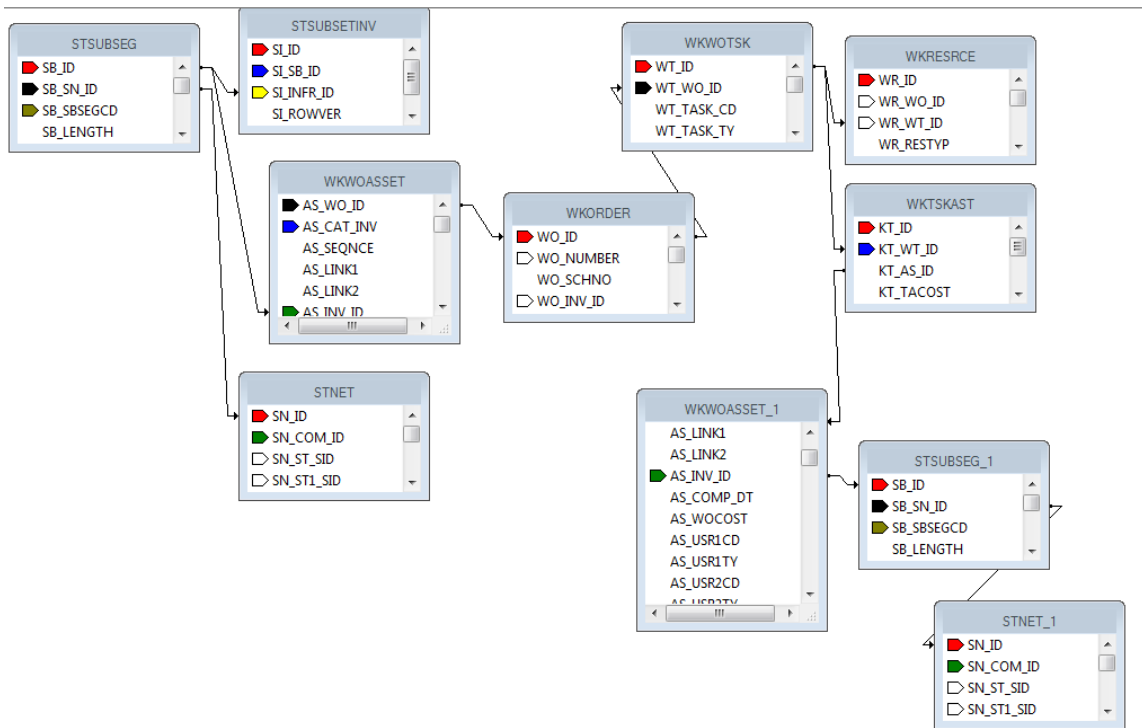 STSUBSEG
SB_ID
SB_SN_ID
SB_SBSEGCD
SB_LENGTH
STSUBSETINV
SI_ID
SI_SB_ID
SI_INFR_ID
SI_ROWVER
WKWOASSET
AS_WO_ID
AS_CAT_INV
AS_SEQNCE
AS_LINK1
AS_LINK2
AS_INV_ID
STNET
SN_ID
SN_COM_ID
SN_ST_SID
SN_ST1_SID
WKORDER
WO_ID
WO_NUMBER
WO_SCHNO
WO_INV_ID
WKWOTSK
WT_ID
WT_WO_ID
WT_TASK_CD
WT_TASK_TY
WKRESRCE
WR_ID
WR_WO_ID
WR_WT_ID
WR_RESTYP
WKTSKAST
KT_ID
KT_WT_ID
KT_AS_ID
KT_TACOST
WKWOASSET_1
AS_LINK1
AS_LINK2
AS_INV_ID
AS_COMP_DT
AS_WOCOST
AS_USR1CD
AS_USR1TY
AS_USR2CD
AS_USR2TY
STSUBSEG_1
SB_ID
SB_SN_ID
SB_SBSEGCD
SB_LENGTH
STNET_1
SN_ID
SN_COM_ID
SN_ST_SID
SN_ST1_SID